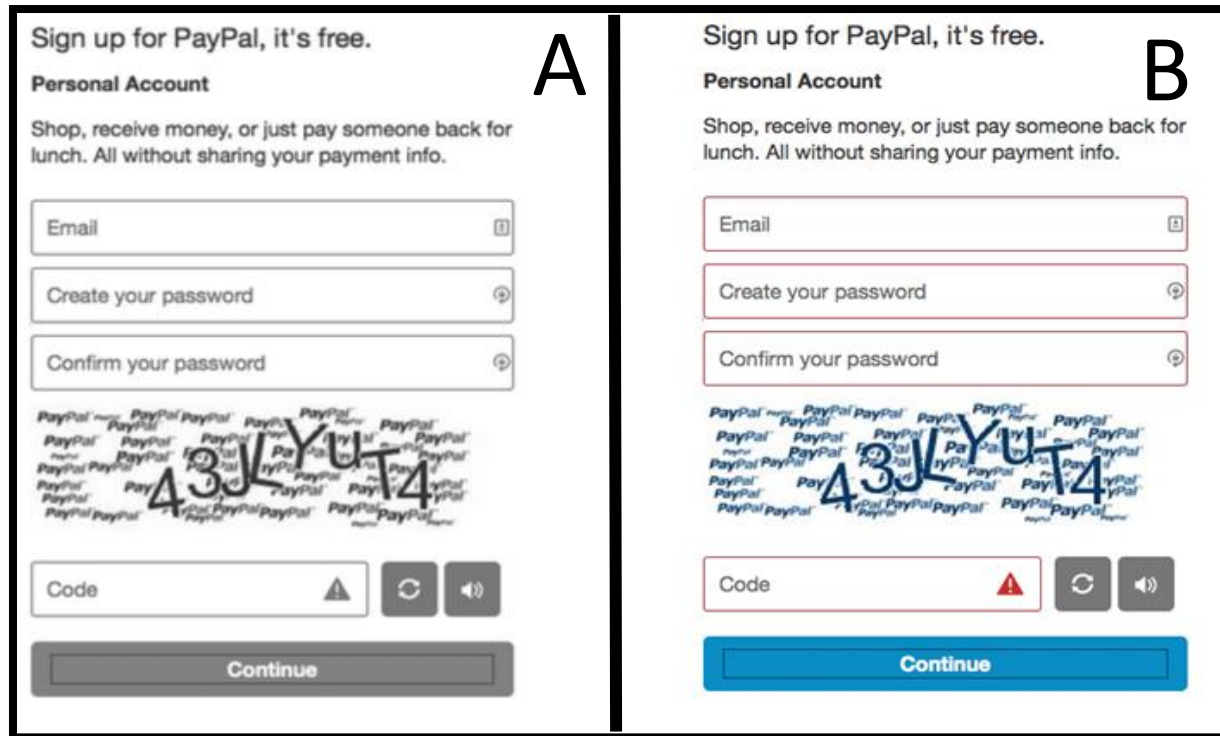 A
Sign up for PayPal, it's free.
Personal Account
Shop, receive money, or just pay someone back for
lunch. All without sharing your payment info.
Email
Create your password
Confirm your password
43JLYuT4
Code
Continue
B
Sign up for PayPal, it's free.
Personal Account
Shop, receive money, or just pay someone back for
lunch. All without sharing your payment info.
Email
Create your password
Confirm your password
43JLYuT4
Code
Continue